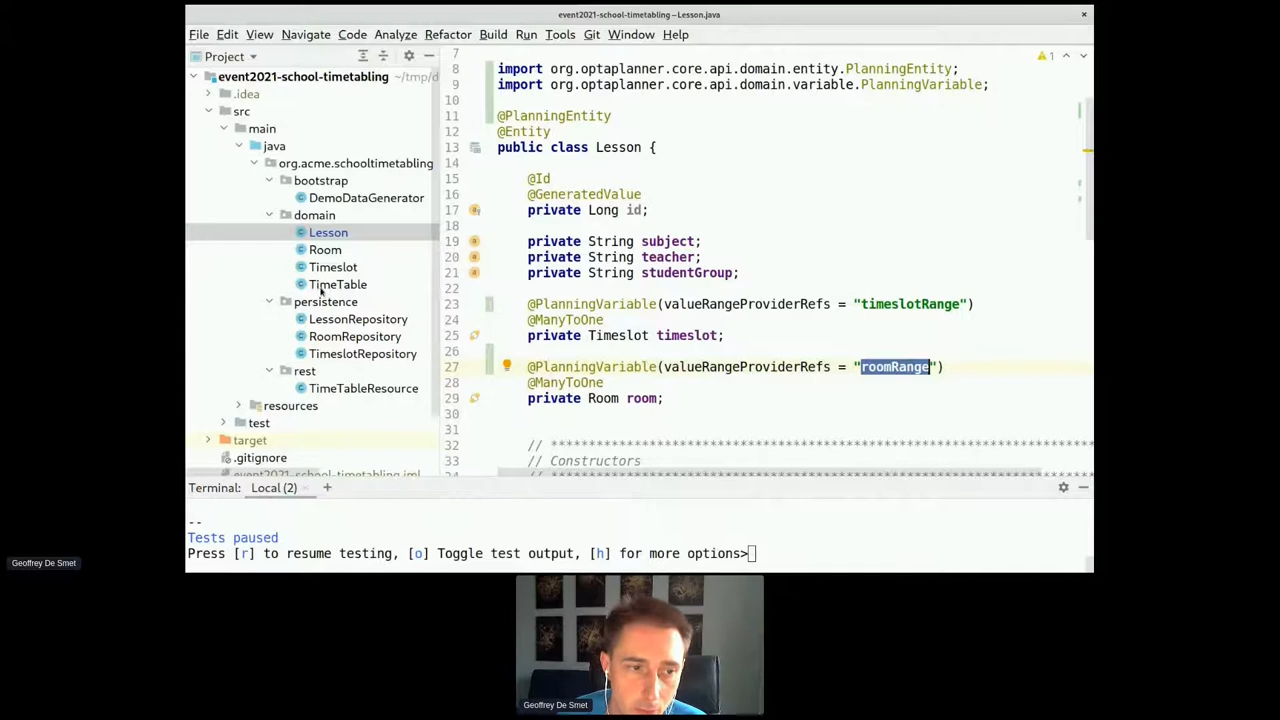 event2021-school-timetabling – Lesson.java
File Edit View Navigate Code Analyze Refactor Build Run Tools Git Window Help
Project
event2021-school-timetabling ~/tmp/d
.idea
src
main
java
org.acme.schooltimetabling
bootstrap
DemoDataGenerator
domain
Lesson
Room
Timeslot
TimeTable
persistence
LessonRepository
RoomRepository
TimeslotRepository
rest
TimeTableResource
resources
test
target
.gitignore
event2021-school-timetabling.iml
1
7
8 import org.optaplanner.core.api.domain.entity.PlanningEntity;
9 import org.optaplanner.core.api.domain.variable.PlanningVariable;
10
11 @PlanningEntity
12 @Entity
13 public class Lesson {
14
15 @Id
16 @GeneratedValue
17 private Long id;
18
19 private String subject;
20 private String teacher;
21 private String studentGroup;
22
23 @PlanningVariable(valueRangeProviderRefs = "timeslotRange")
24 @ManyToOne
25 private Timeslot timeslot;
26
27 @PlanningVariable(valueRangeProviderRefs = "roomRange")
28 @ManyToOne
29 private Room room;
30
31
32 // ************************************************************************
33 // Constructors
Terminal: Local (2)
--
Tests paused
Press [r] to resume testing, [o] Toggle test output, [h] for more options>
Geoffrey De Smet
Geoffrey De Smet